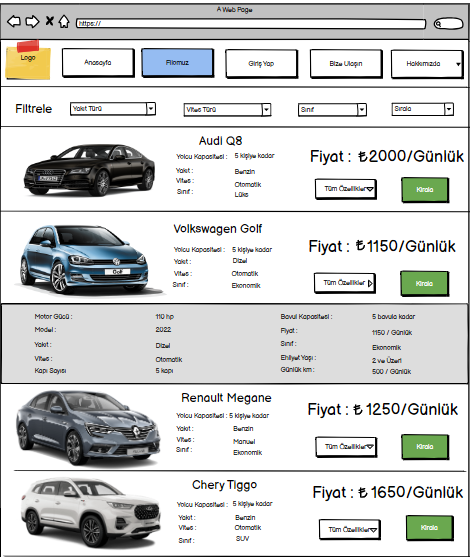 A Web Page
https://
Logo
Anasayfa
Filomuz
Giriş Yap
Bize Ulaşın
Hakkımızda
Filtrele
Yakıt Türü
Vites Türü
Sınıf
Sırala
Audi Q8
Yolcu Kapasitesi : 5 kişiye kadar
Yakıt : Benzin
Vites : Otomatik
Sınıf : Lüks
Fiyat : ₺2000/Günlük
Tüm Özellikler
Kirala
Volkswagen Golf
Yolcu Kapasitesi : 5 kişiye kadar
Yakıt : Dizel
Vites : Otomatik
Sınıf : Ekonomik
Fiyat : ₺1150/Günlük
Tüm Özellikler
Kirala
Golf
Motor Gücü : 110 hp
Bavul Kapasitesi : 5 bavula kadar
Model : 2022
Fiyat : 1150 / Günlük
Yakıt : Dizel
Sınıf : Ekonomik
Vites : Otomatik
Ehliyet Yaşı : 2 ve Üzeri
Kapı Sayısı 5 kapı
Günlük km : 500 / Günlük
Renault Megane
Yolcu Kapasitesi : 5 kişiye kadar
Yakıt : Benzin
Vites : Manuel
Sınıf : Ekonomik
Fiyat : ₺ 1250/Günlük
Tüm Özellikler
Kirala
Chery Tiggo
Yolcu Kapasitesi : 5 kişiye kadar
Yakıt : Benzin
Vites : Otomatik
Sınıf : SUV
Fiyat : ₺ 1650/Günlük
Tüm Özellikler
Kirala